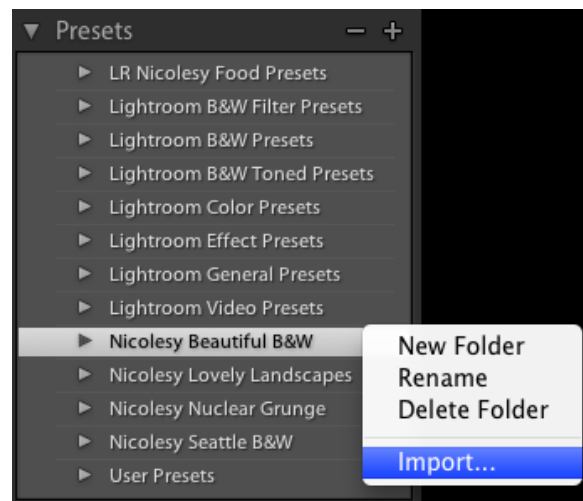 Presets
LR Nicolesy Food Presets
Lightroom B&W Filter Presets
Lightroom B&W Presets
Lightroom B&W Toned Presets
Lightroom Color Presets
Lightroom Effect Presets
Lightroom General Presets
Lightroom Video Presets
Nicolesy Beautiful B&W
Nicolesy Lovely Landscapes
Nicolesy Nuclear Grunge
Nicolesy Seattle B&W
User Presets
New Folder
Rename
Delete Folder
Import...